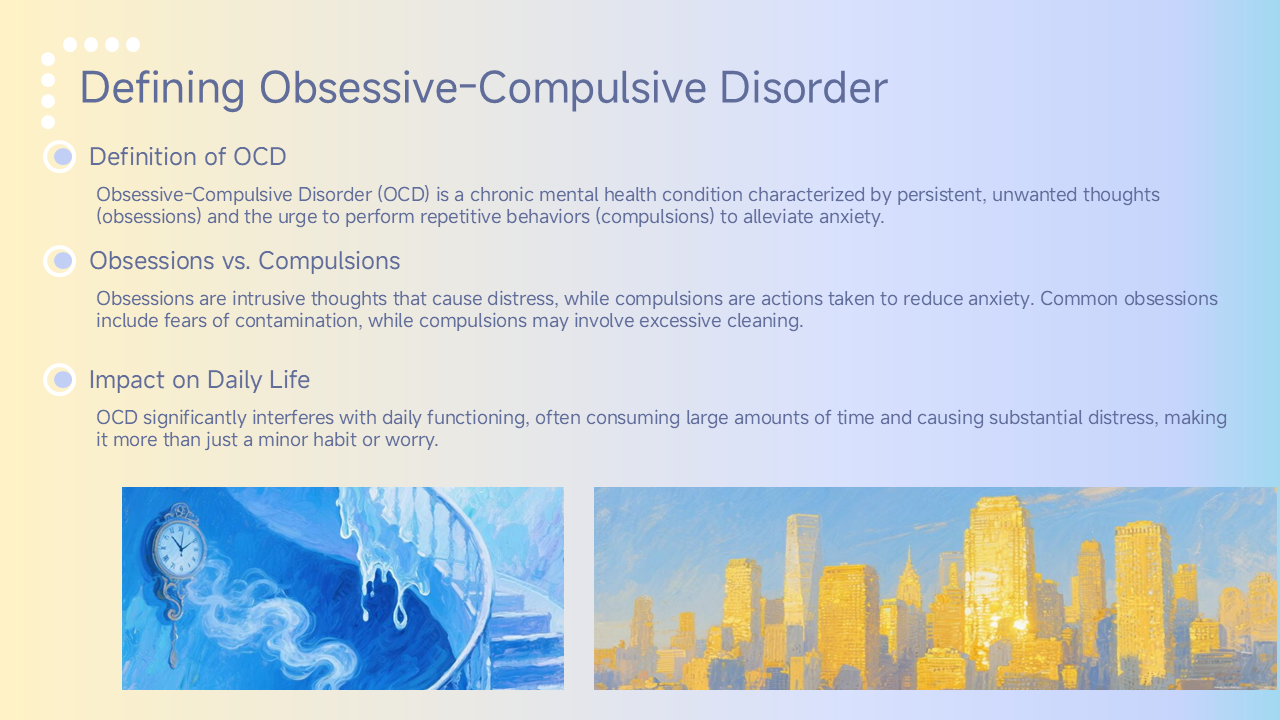 Defining Obsessive-Compulsive Disorder
Definition of OCD
Obsessive-Compulsive Disorder (OCD) is a chronic mental health condition characterized by persistent, unwanted thoughts
(obsessions) and the urge to perform repetitive behaviors (compulsions) to alleviate anxiety.
Obsessions vs. Compulsions
Obsessions are intrusive thoughts that cause distress, while compulsions are actions taken to reduce anxiety. Common obsessions
include fears of contamination, while compulsions may involve excessive cleaning.
Impact on Daily Life
OCD significantly interferes with daily functioning, often consuming large amounts of time and causing substantial distress, making
it more than just a minor habit or worry.